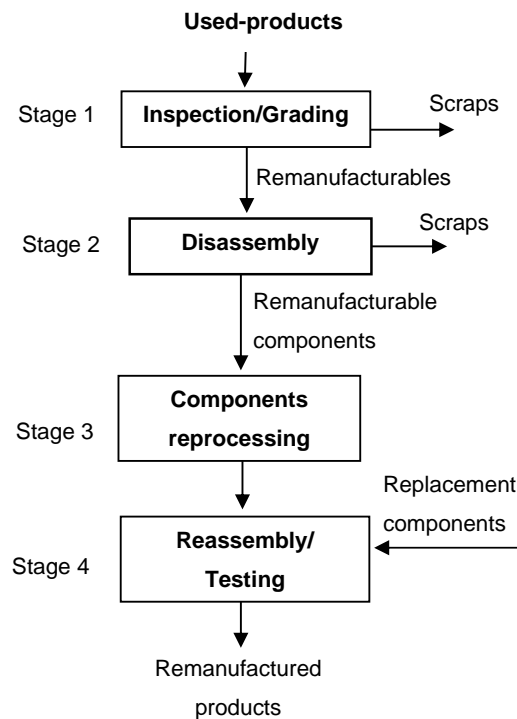 Used-products
Stage 1
Inspection/Grading
Scraps
Remanufacturables
Stage 2
Disassembly
Scraps
Remanufacturable
components
Stage 3
Components
reprocessing
Replacement
components
Stage 4
Reassembly/
Testing
Remanufactured
products